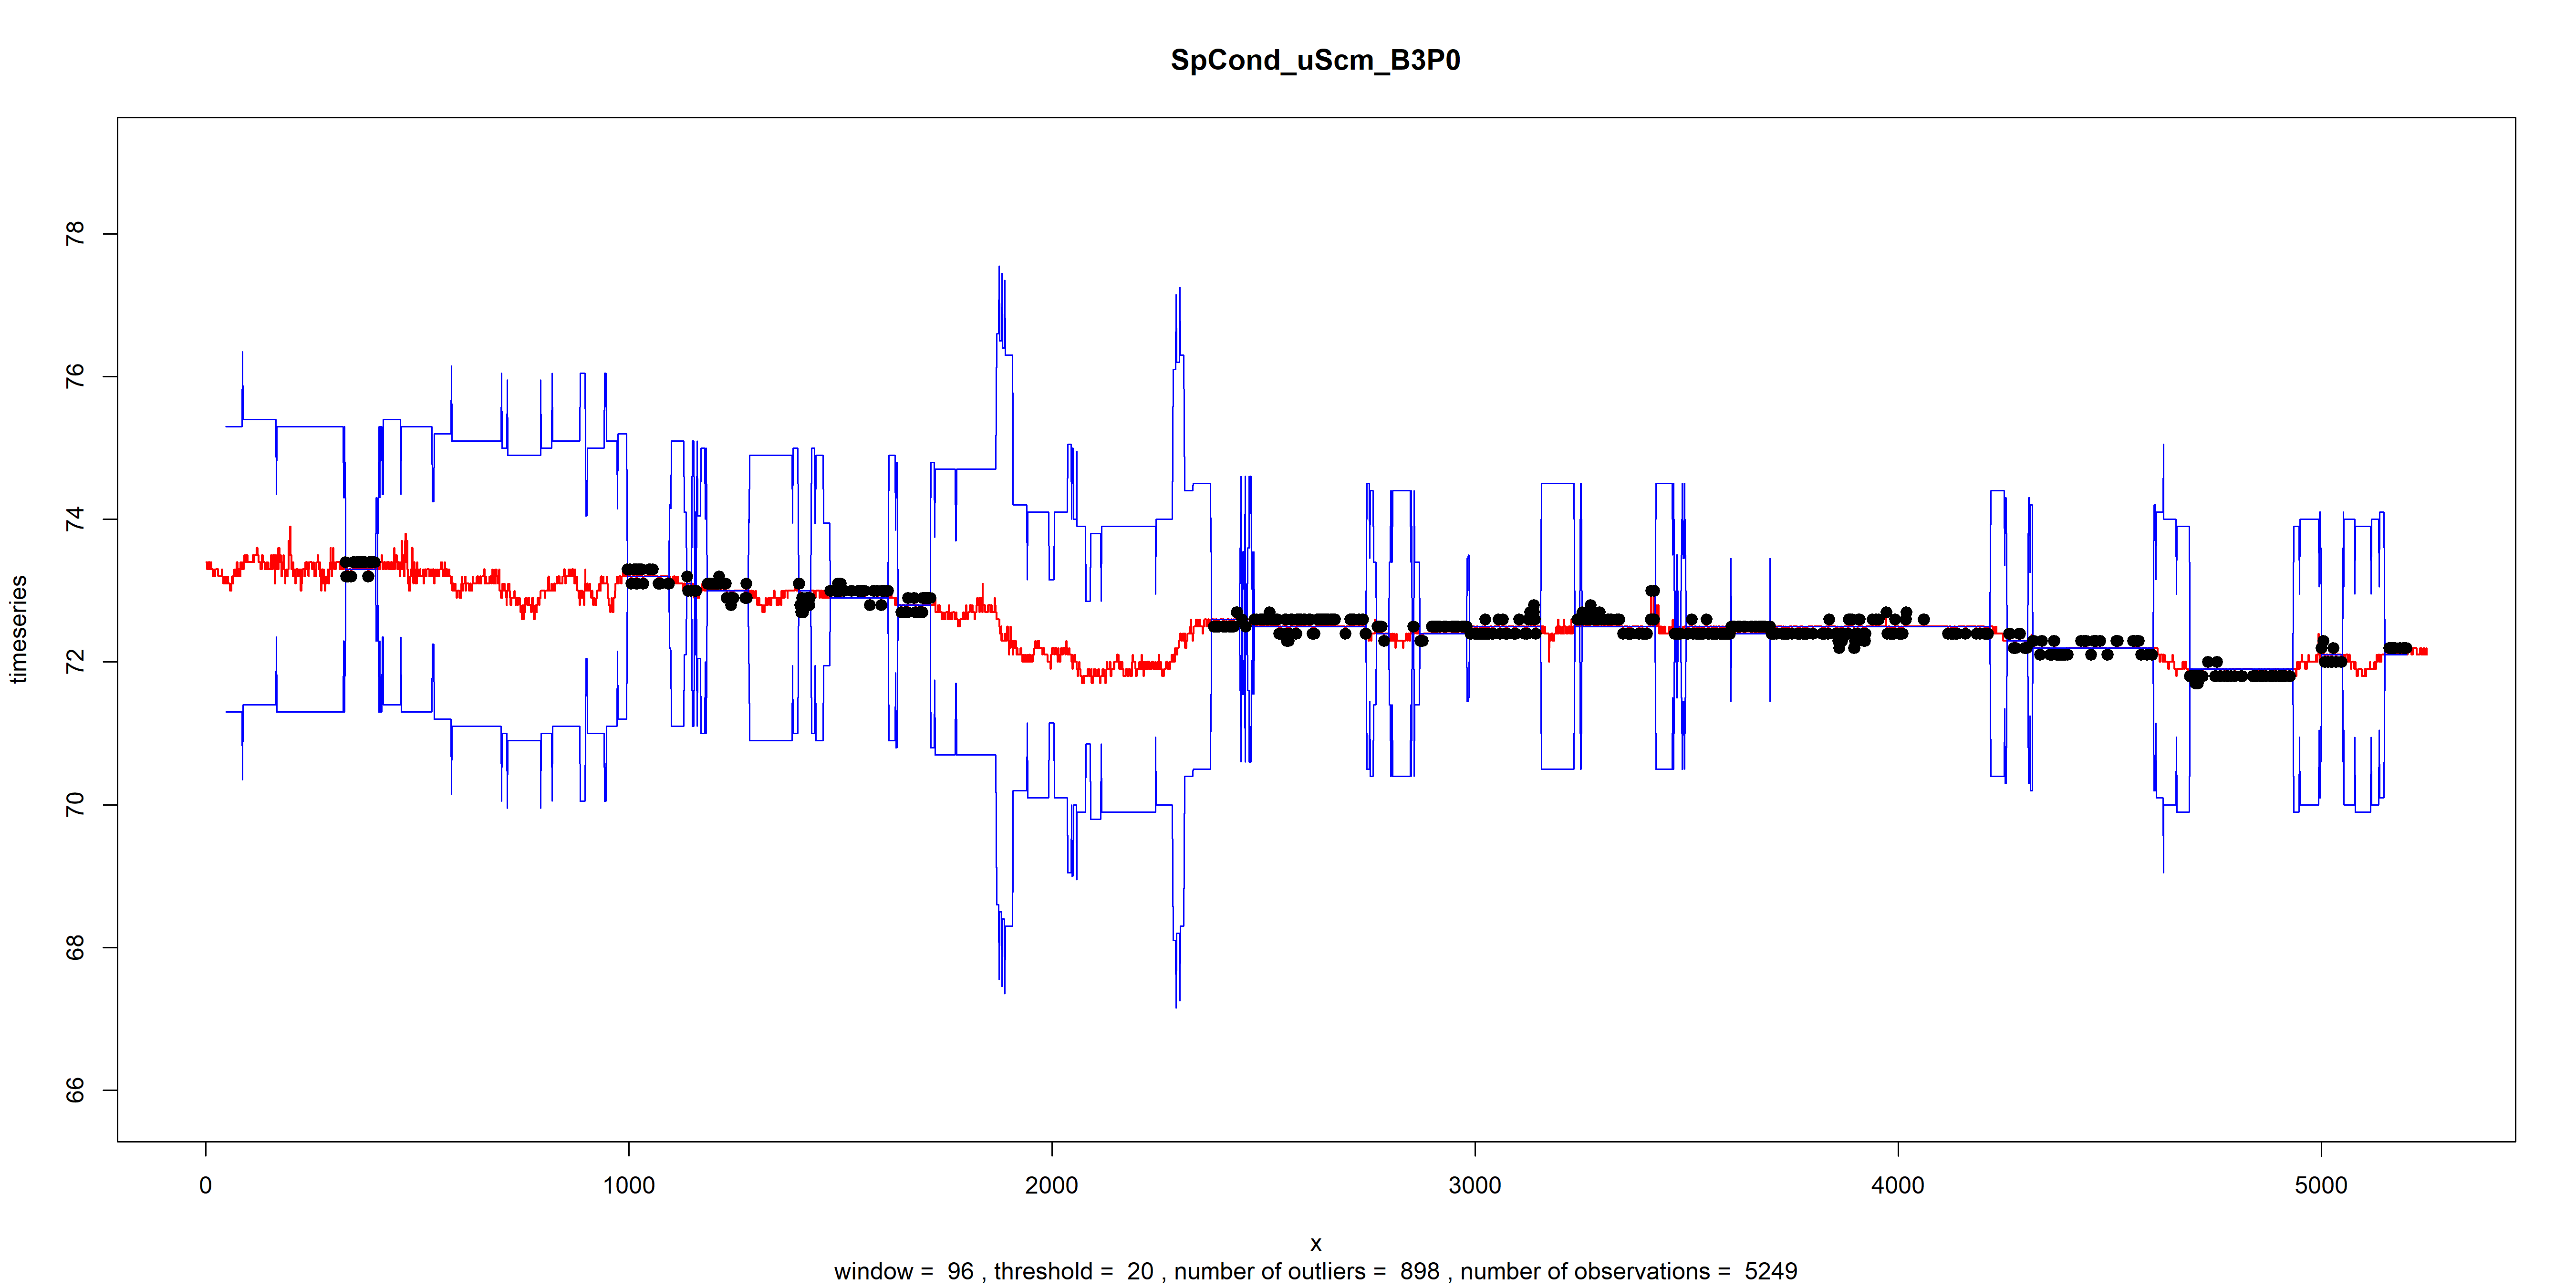 SpCond_uScm_B3P0
timeseries
78
76
74
72
70
68
66
0 1000 2000 3000 4000 5000
x
window = 96 , threshold = 20 , number of outliers = 898 , number of observations = 5249